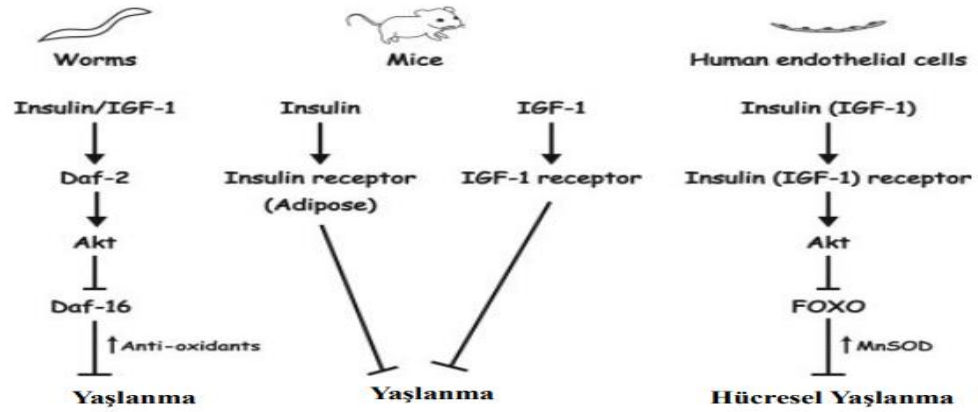 Worms
Mice
Human endothelial cells
Insulin/IGF-1
Insulin
IGF-1
Insulin (IGF-1)
Daf-2
Insulin receptor
(Adipose)
IGF-1 receptor
Insulin (IGF-1) receptor
Akt
Akt
Daf-16
FOXO
↑Anti-oxidants
↑MnSOD
Yaşlanma
Yaşlanma
Hücresel Yaşlanma